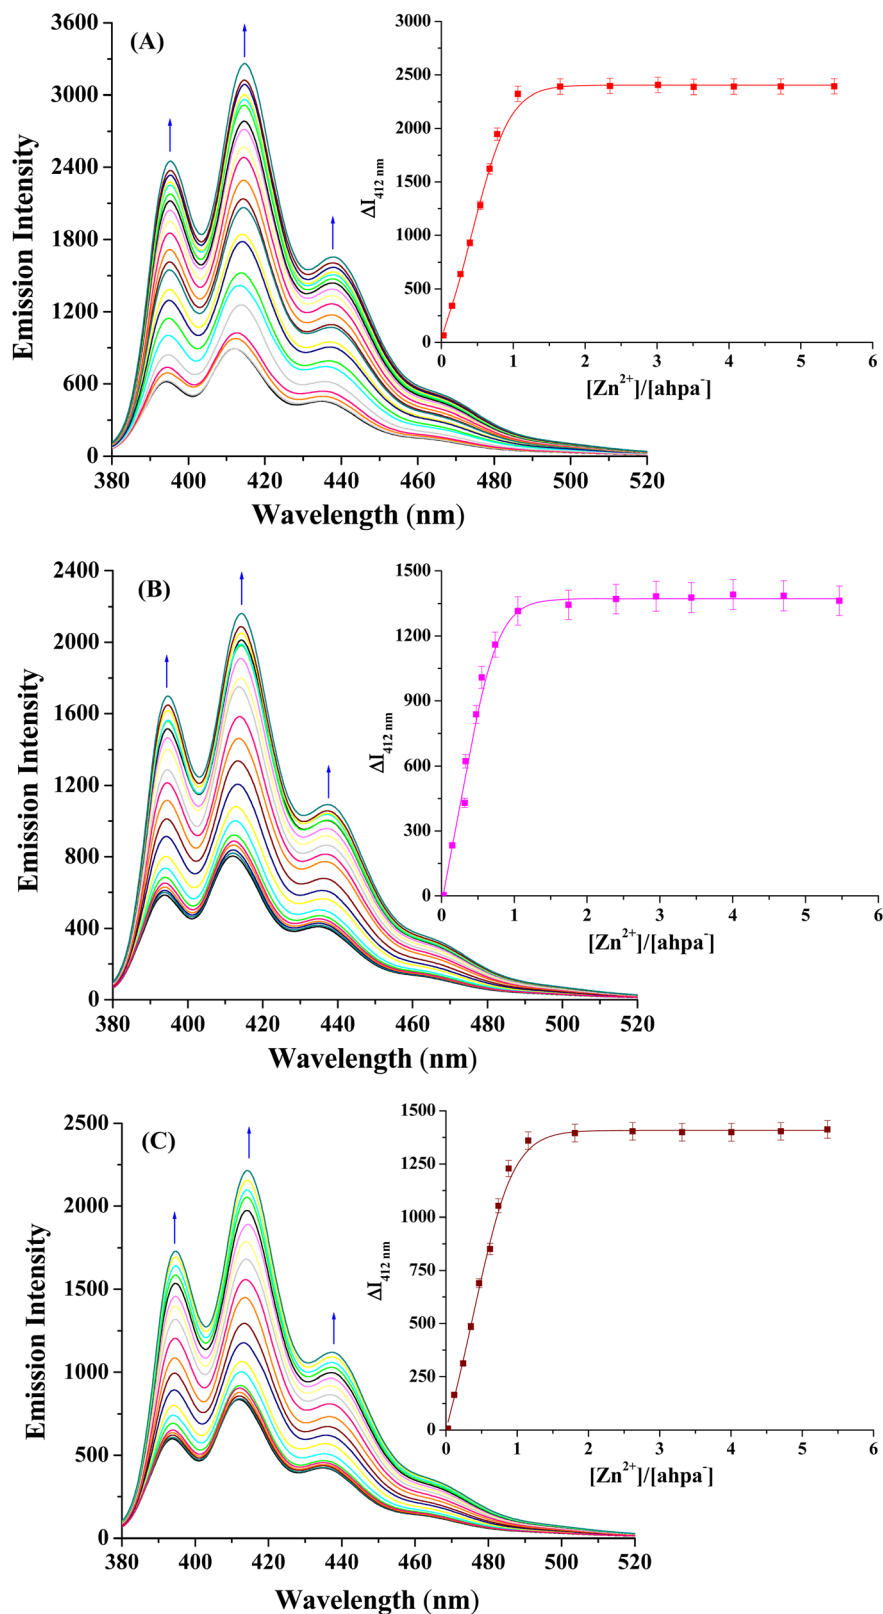 (A)
Emission Intensity
3600
3000
2400
1800
1200
600
0
380 400 420 440 460 480 500 520
Wavelength (nm)
ΔI412 nm
3000
2500
2000
1500
1000
500
0
0 1 2 3 4 5 6
[Zn2+]/[ahpa-]
(B)
Emission Intensity
2400
2000
1600
1200
800
400
0
380 400 420 440 460 480 500 520
Wavelength (nm)
ΔI412 nm
1500
1200
900
600
300
0
0 1 2 3 4 5 6
[Zn2+]/[ahpa-]
(C)
Emission Intensity
2500
2000
1500
1000
500
0
380 400 420 440 460 480 500 520
Wavelength (nm)
ΔI412 nm
1500
1250
1000
750
500
250
0
0 1 2 3 4 5 6
[Zn2+]/[ahpa-]